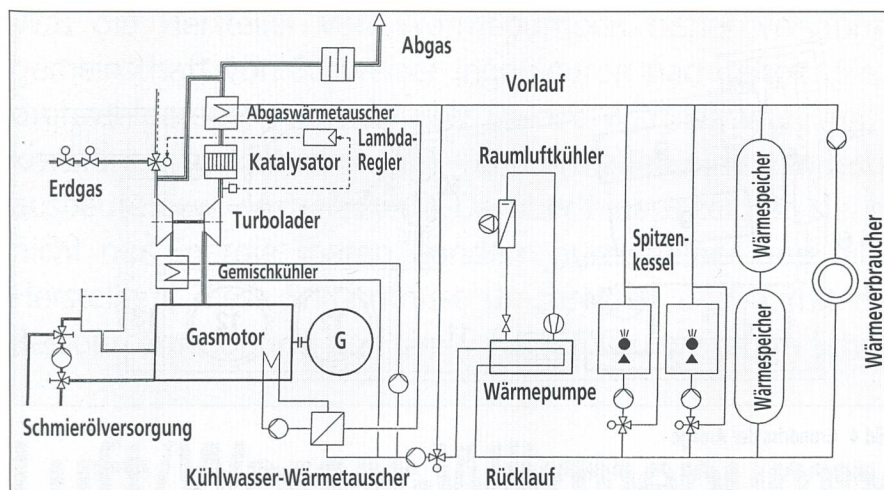 Abgas
Vorlauf
Abgaswärmetauscher
Lambda-
Regler
Katalysator
Raumluftkühler
Erdgas
Turbolader
Spitzen-
kessel
Wärmespeicher
Wärmeverbraucher
Gemischkühler
Gasmotor
G
Wärmepumpe
Wärmespeicher
Schmierölversorgung
Kühlwasser-Wärmetauscher
Rücklauf